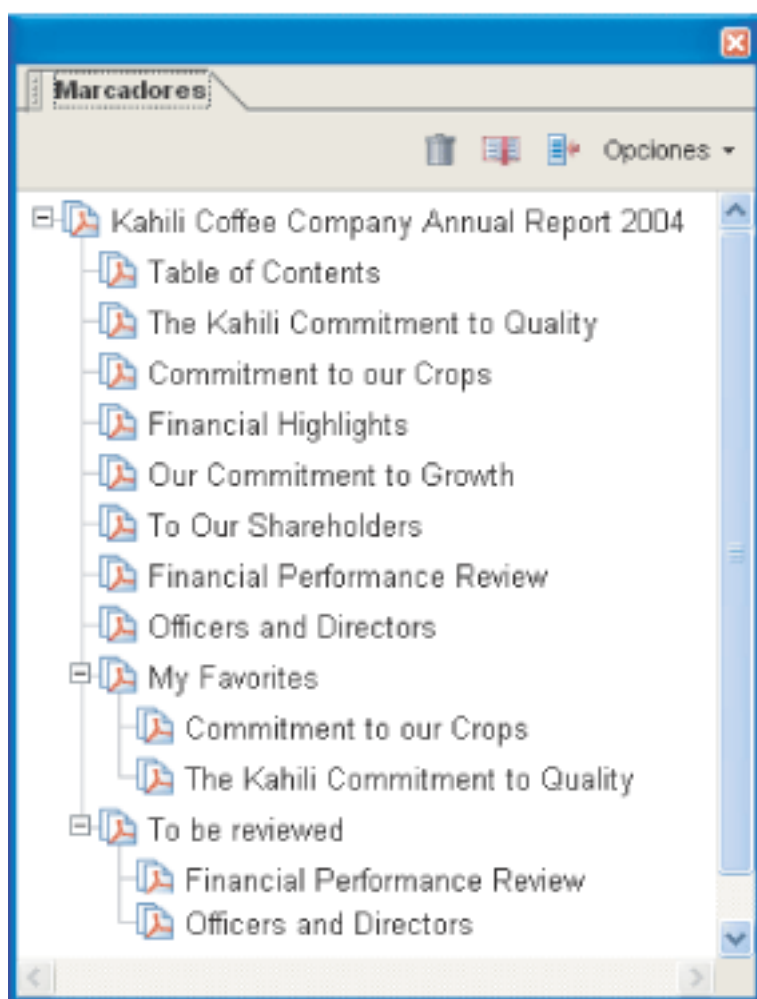 Marcadores
Opciones
Kahili Coffee Company Annual Report 2004
Table of Contents
The Kahili Commitment to Quality
Commitment to our Crops
Financial Highlights
Our Commitment to Growth
To Our Shareholders
Financial Performance Review
Officers and Directors
My Favorites
Commitment to our Crops
The Kahili Commitment to Quality
To be reviewed
Financial Performance Review
Officers and Directors